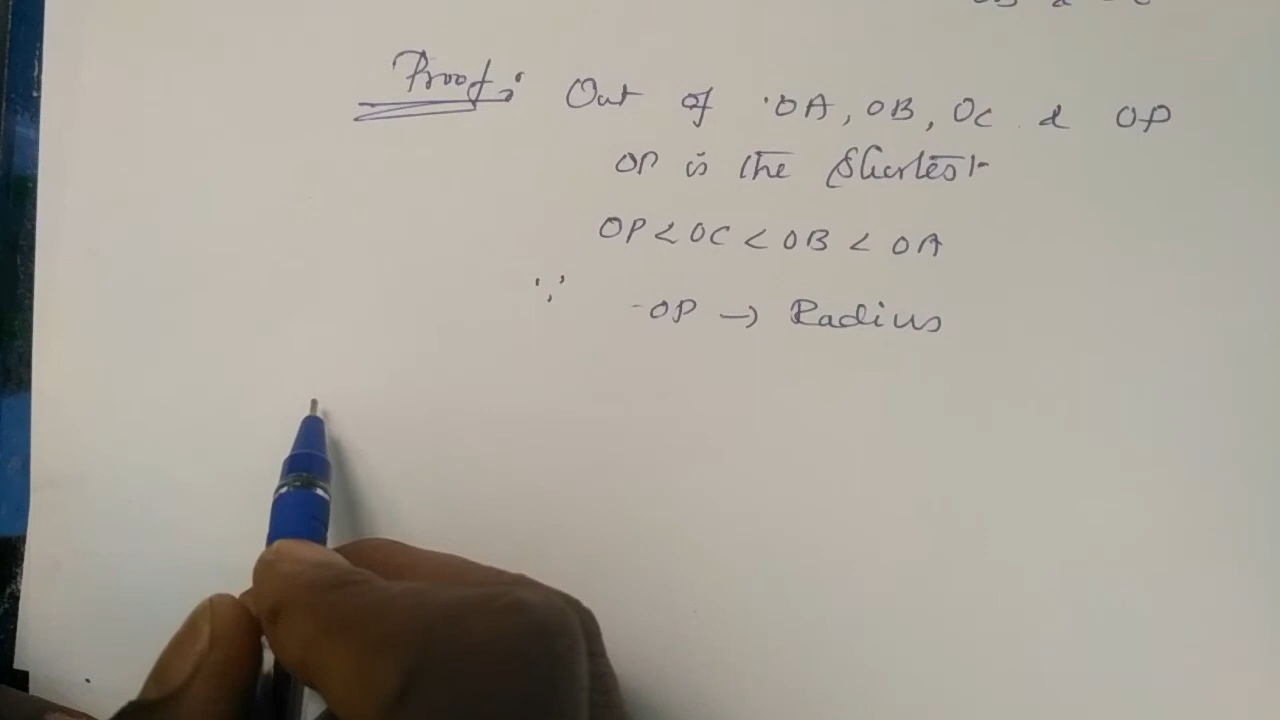 Proof: Out of OA, OB, OC & OP
OP is the Shortest
OP < OC < OB < OA
∵ OP → Radius